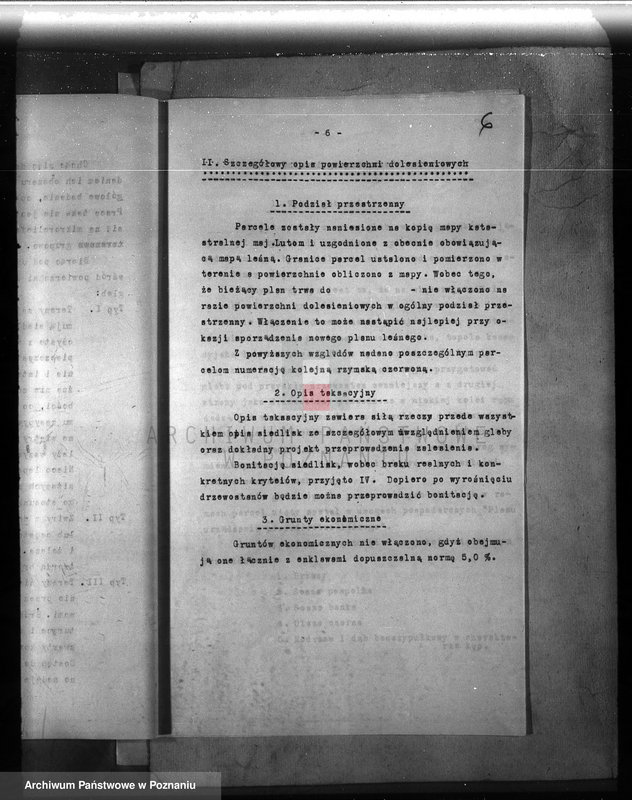 6
- 6 -
II. Szczegółowy opis powierzchni dolesieniowych
1. Podział przestrzenny
Parcele zostały naniesione na kopię mapy kata-
stralnej maj.Lutom i uzgodnione z obecnie obowiązują-
cą mapą leśną. Granice parcel ustalono i pomierzono w
terenie a powierzchnie obliczono z mapy. Wobec tego,
że bieżący plan trwa do - nie włączono na
razie powierzchni dolesieniowych w ogólny podział prze-
strzenny. Włączenie to może nastąpić najlepiej przy o-
kazji sporządzenia nowego planu leśnego.
Z powyższych względów nadano poszczególnym par-
celom numerację kolejną rzymską czerwoną.
2. Opis taksacyjny
Opis taksacyjny zawiera siłą rzeczy przede wszyst-
kiem opis siedlisk ze szczegółowym uwzględnieniem gleby
oraz dokładny projekt przeprowadzenia zalesienia.
Bonitację siedlisk, wobec braku realnych i kon-
kretnych kryteiów, przyjęto IV. Dopiero po wyrośnięciu
drzewostanów będzie można przeprowadzić bonitację.
3. Grunty ekonomiczne
Gruntów ekonomicznych nie włączono, gdyż obejmu-
ją one łącznie z enklawami dopuszczalną normę 5,0 %.
ARCHIWUM PAŃSTWOWE
W POZNANIU
Archiwum Państwowe w Poznaniu